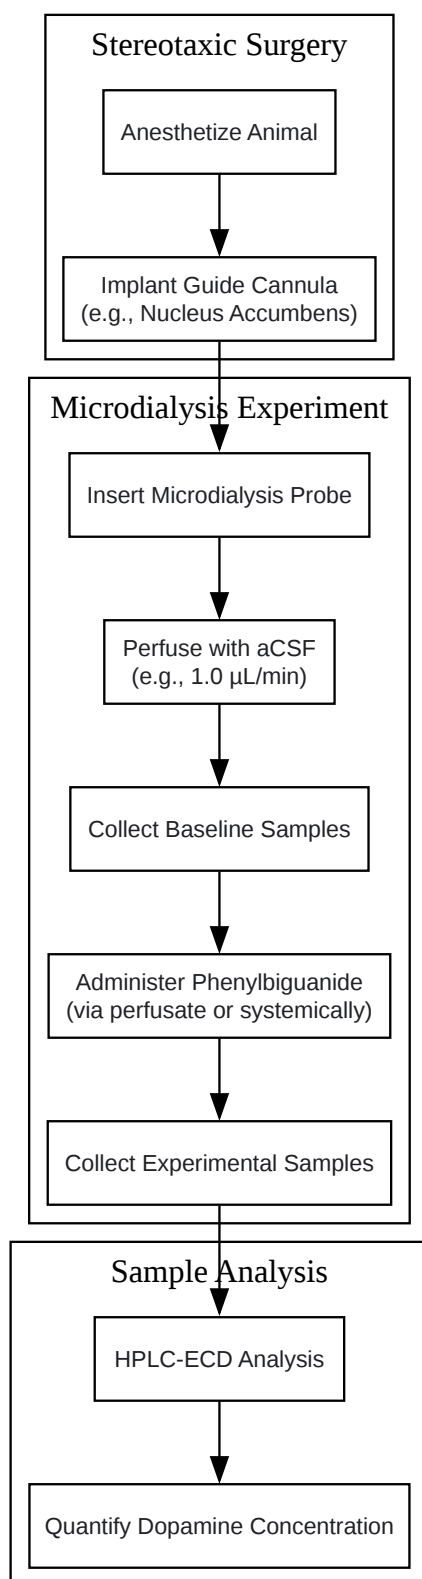 Stereotaxic Surgery
Anesthetize Animal
Implant Guide Cannula
(e.g., Nucleus Accumbens)
Microdialysis Experiment
Insert Microdialysis Probe
Perfuse with aCSF
(e.g., 1.0 µL/min)
Collect Baseline Samples
Administer Phenylbiguanide
(via perfusate or systemically)
Collect Experimental Samples
Sample Analysis
HPLC-ECD Analysis
Quantify Dopamine Concentration